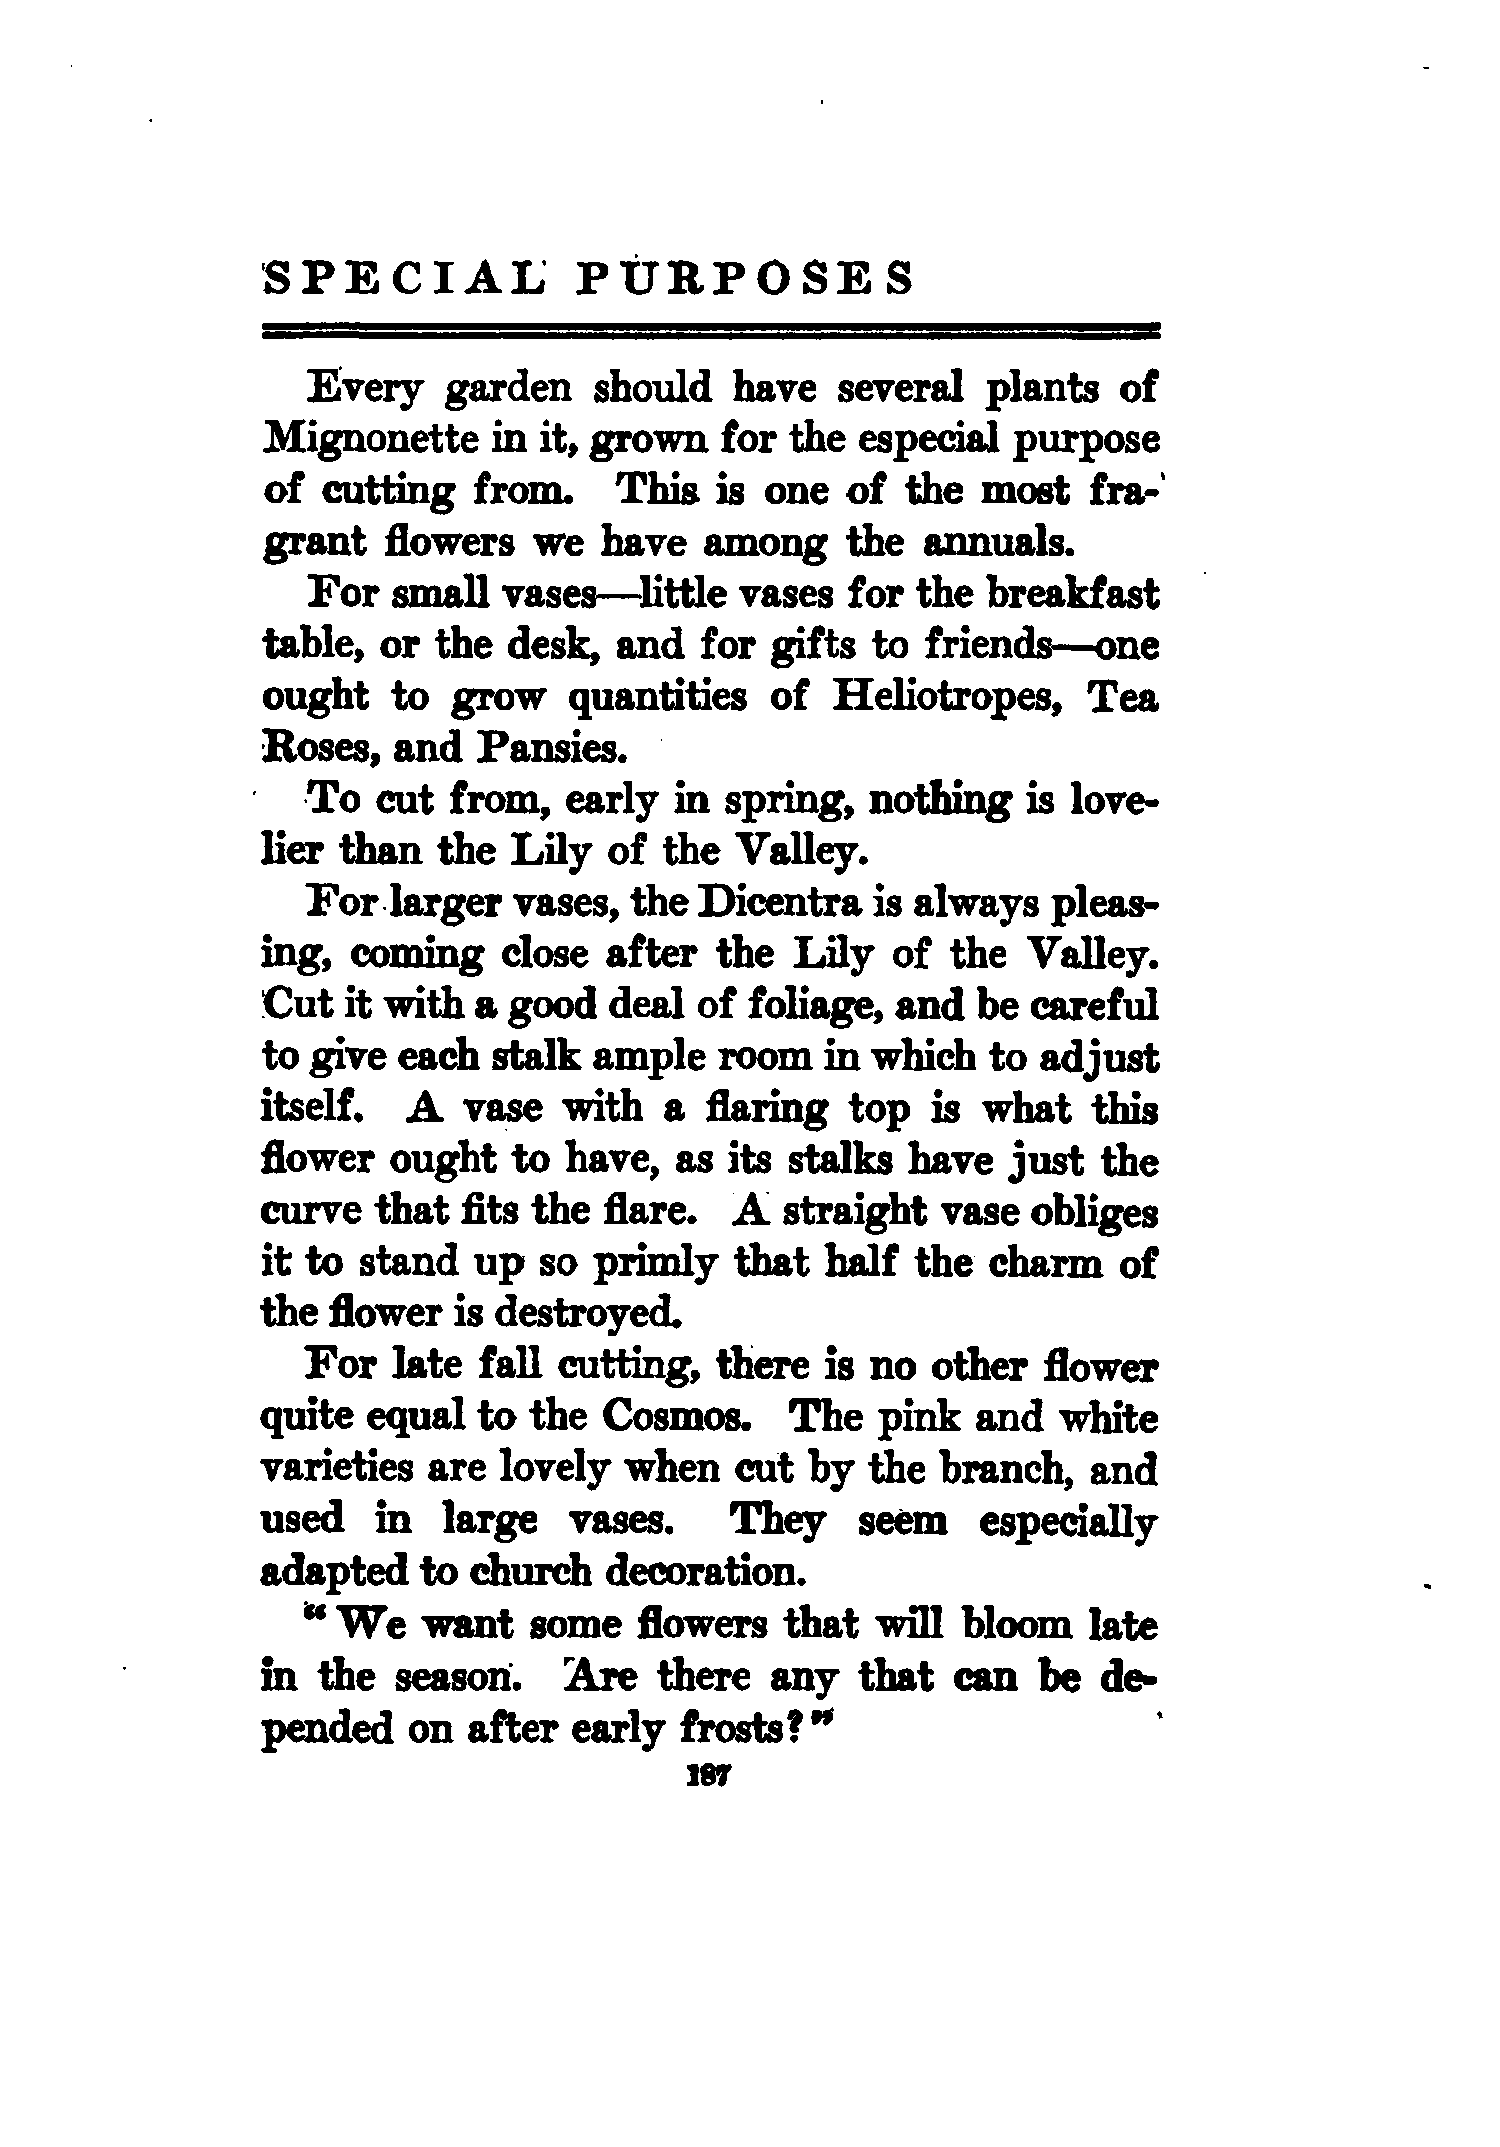 SPECIAL PURPOSES
Every garden should have several plants of
Mignonette in it, grown for the especial purpose
of cutting from. This is one of the most fra-
grant flowers we have among the annuals.
For small vases—little vases for the breakfast
table, or the desk, and for gifts to friends—one
ought to grow quantities of Heliotropes, Tea
Roses, and Pansies.
To cut from, early in spring, nothing is love-
lier than the Lily of the Valley.
For larger vases, the Dicentra is always pleas-
ing, coming close after the Lily of the Valley.
Cut it with a good deal of foliage, and be careful
to give each stalk ample room in which to adjust
itself. A vase with a flaring top is what this
flower ought to have, as its stalks have just the
curve that fits the flare. A straight vase obliges
it to stand up so primly that half the charm of
the flower is destroyed.
For late fall cutting, there is no other flower
quite equal to the Cosmos. The pink and white
varieties are lovely when cut by the branch, and
used in large vases. They seem especially
adapted to church decoration.
"We want some flowers that will bloom late
in the season. Are there any that can be de-
pended on after early frosts?"
187